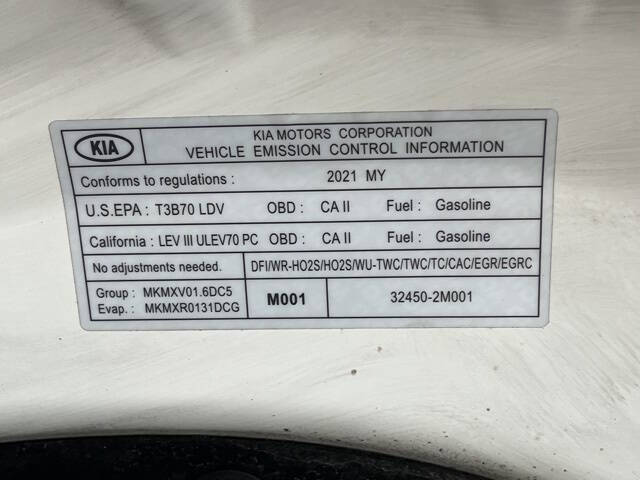 KIA
KIA MOTORS CORPORATION
VEHICLE EMISSION CONTROL INFORMATION
Conforms to regulations : 2021 MY
U.S.EPA : T3B70 LDV OBD : CA II Fuel : Gasoline
California : LEV III ULEV70 PC OBD : CA II Fuel : Gasoline
No adjustments needed. DFI/WR-HO2S/HO2S/WU-TWC/TWC/TC/CAC/EGR/EGRC
Group : MKMXV01.6DC5
Evap. : MKMXR0131DCG
M001
32450-2M001